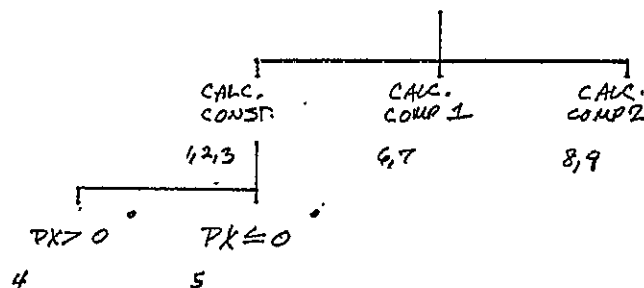 CALC. CALC. CALC.
CONST. COMP 1 COMP 2
1,2,3 6,7 8,9
PX> 0 PX≤0
4 5